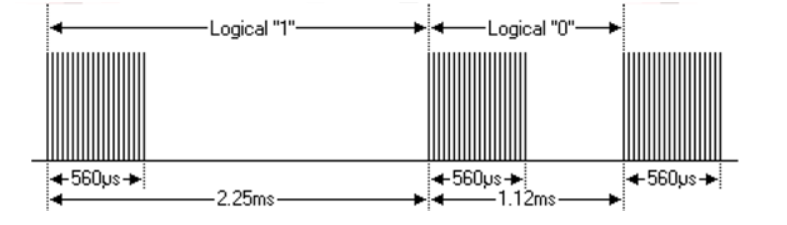 Logical "1" Logical "0"
560µs 560µs 560µs
2.25ms 1.12ms